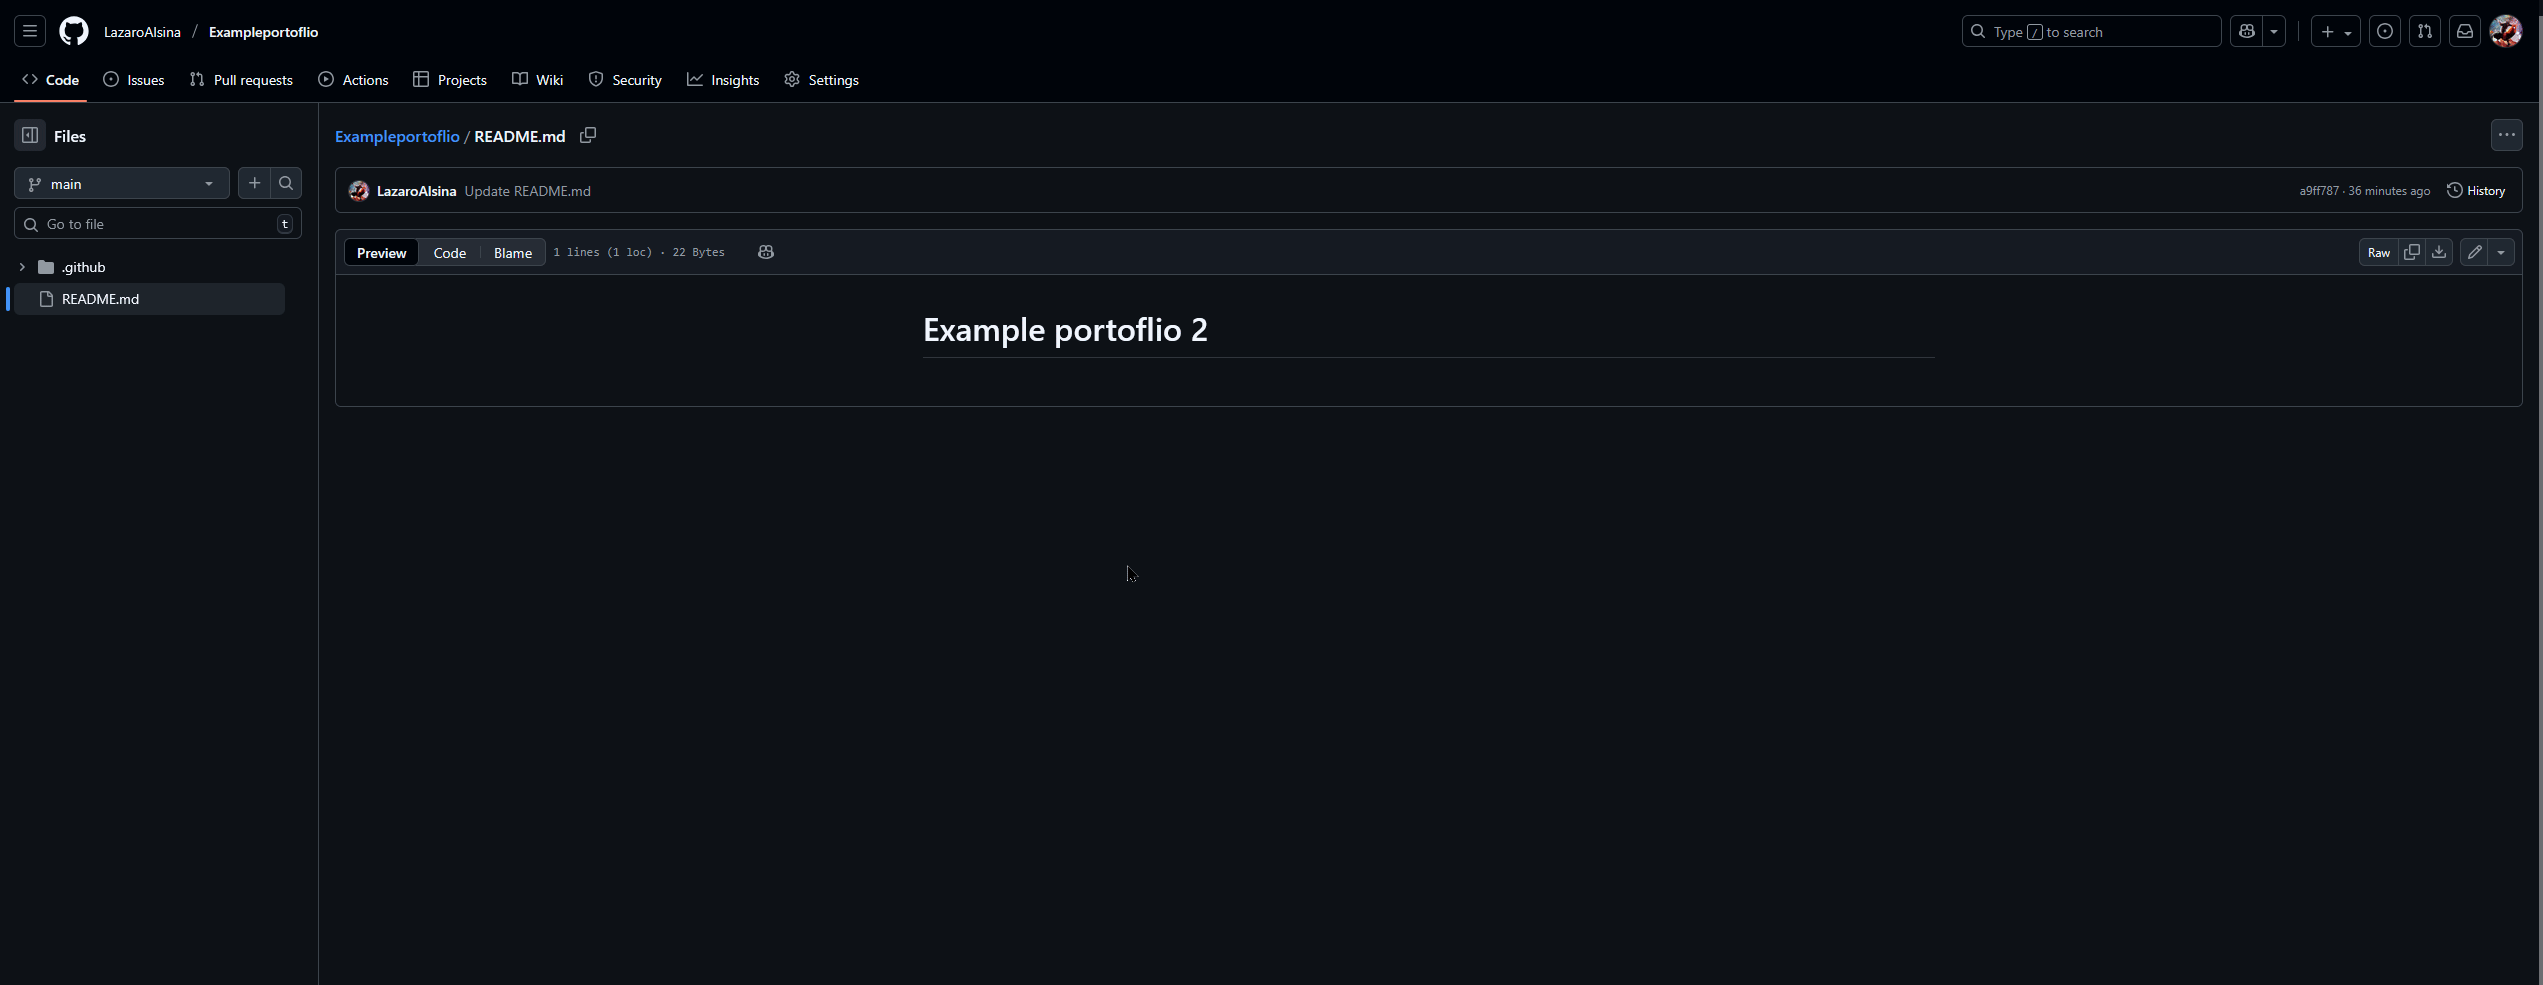 LazaroAlsina / Exampleportoflio
Type / to search
Code Issues Pull requests Actions Projects Wiki Security Insights Settings
Files
main
Go to file t
.github
README.md
Exampleportoflio / README.md
LazaroAlsina Update README.md a9ff787 · 36 minutes ago History
Preview Code Blame 1 lines (1 loc) · 22 Bytes Raw
Example portoflio 2